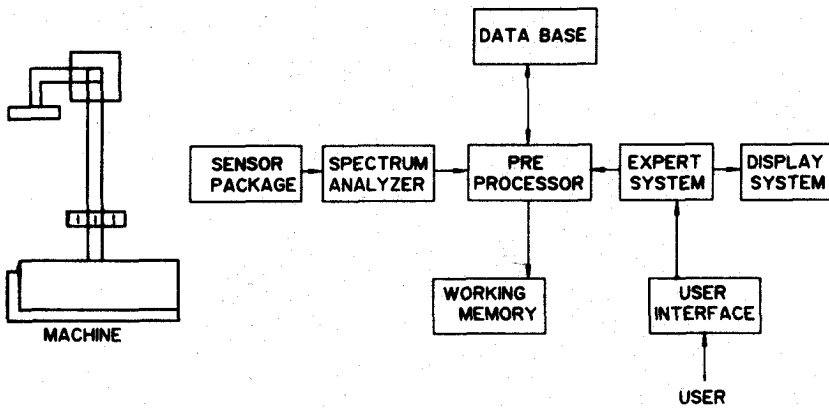 DATA BASE
SENSOR
PACKAGE
SPECTRUM
ANALYZER
PRE
PROCESSOR
EXPERT
SYSTEM
DISPLAY
SYSTEM
WORKING
MEMORY
USER
INTERFACE
MACHINE
USER